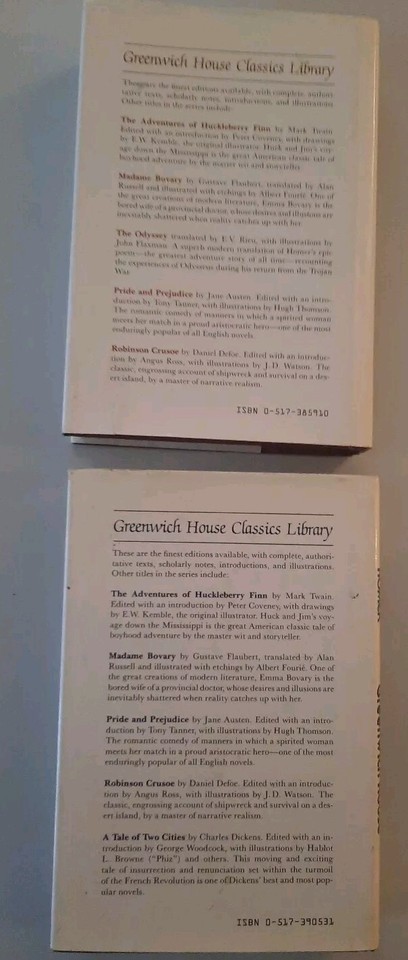 Greenwich House Classics Library
These are the finest editions available, with complete, authori-
tative texts, scholarly notes, introductions, and illustrations.
Other titles in the series include:
The Adventures of Huckleberry Finn by Mark Twain.
Edited with an introduction by Peter Coveney, with drawings
by E.W. Kemble, the original illustrator. Huck and Jim's voy-
age down the Mississippi is the great American classic tale of
boyhood adventure by the master wit and storyteller.
Madame Bovary by Gustave Flaubert, translated by Alan
Russell and illustrated with etchings by Albert Fourié. One of
the great creations of modern literature, Emma Bovary is the
bored wife of a provincial doctor, whose desires and illusions are
inevitably shattered when reality catches up with her.
The Odyssey translated by E.V. Rieu, with illustrations by
John Flaxman. A superb modern translation of Homer's epic
poem—the greatest adventure story of all time—recounting
the experiences of Odysseus during his return from the Trojan
War.
Pride and Prejudice by Jane Austen. Edited with an intro-
duction by Tony Tanner, with illustrations by Hugh Thomson.
The romantic comedy of manners in which a spirited woman
meets her match in a proud aristocratic hero—one of the most
enduringly popular of all English novels.
Robinson Crusoe by Daniel Defoe. Edited with an introduc-
tion by Angus Ross, with illustrations by J.D. Watson. The
classic, engrossing account of shipwreck and survival on a des-
ert island, by a master of narrative realism.
ISBN 0-517-385910
Greenwich House Classics Library
These are the finest editions available, with complete, authori-
tative texts, scholarly notes, introductions, and illustrations.
Other titles in the series include:
The Adventures of Huckleberry Finn by Mark Twain.
Edited with an introduction by Peter Coveney, with drawings
by E.W. Kemble, the original illustrator. Huck and Jim's voy-
age down the Mississippi is the great American classic tale of
boyhood adventure by the master wit and storyteller.
Madame Bovary by Gustave Flaubert, translated by Alan
Russell and illustrated with etchings by Albert Fourié. One of
the great creations of modern literature, Emma Bovary is the
bored wife of a provincial doctor, whose desires and illusions are
inevitably shattered when reality catches up with her.
Pride and Prejudice by Jane Austen. Edited with an intro-
duction by Tony Tanner, with illustrations by Hugh Thomson.
The romantic comedy of manners in which a spirited woman
meets her match in a proud aristocratic hero—one of the most
enduringly popular of all English novels.
Robinson Crusoe by Daniel Defoe. Edited with an introduc-
tion by Angus Ross, with illustrations by J.D. Watson. The
classic, engrossing account of shipwreck and survival on a des-
ert island, by a master of narrative realism.
A Tale of Two Cities by Charles Dickens. Edited with an in-
troduction by George Woodcock, with illustrations by Hablot
L. Browne ("Phiz") and others. This moving and exciting
tale of insurrection and renunciation set within the turmoil
of the French Revolution is one of Dickens' best and most pop-
ular novels.
ISBN 0-517-390531